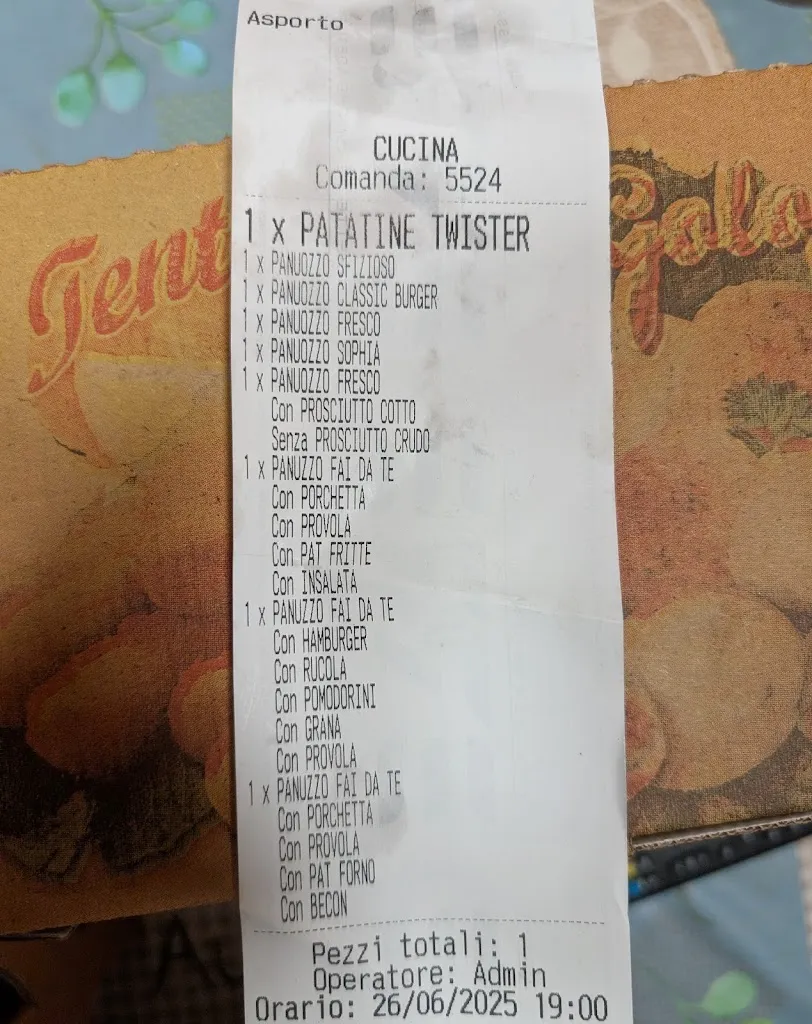 Asporto
CUCINA
Comanda: 5524
1 x PATATINE TWISTER
1 x PANUOZZO SFIZIOSO
1 x PANUOZZO CLASSIC BURGER
1 x PANUOZZO FRESCO
1 x PANUOZZO SOPHIA
1 x PANUOZZO FRESCO
Con PROSCIUTTO COTTO
Senza PROSCIUTTO CRUDO
1 x PANUZZO FAI DA TE
Con PORCHETTA
Con PROVOLA
Con PAT FRITTE
Con INSALATA
1 x PANUZZO FAI DA TE
Con HAMBURGER
Con RUCOLA
Con POMODORINI
Con GRANA
Con PROVOLA
1 x PANUZZO FAI DA TE
Con PORCHETTA
Con PROVOLA
Con PAT FORNO
Con BECON
Pezzi totali: 1
Operatore: Admin
Orario: 26/06/2025 19:00